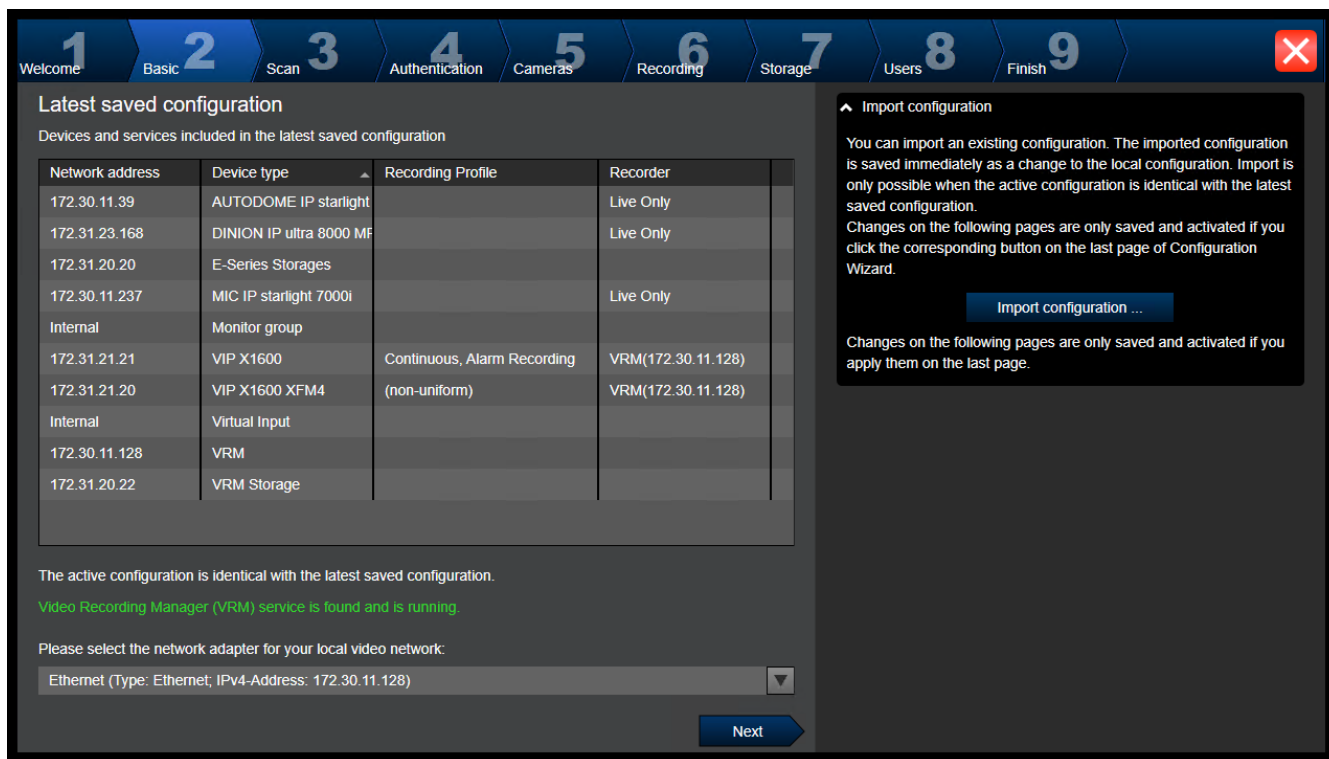 1 Welcome
2 Basic
3 Scan
4 Authentication
5 Cameras
6 Recording
7 Storage
8 Users
9 Finish
Latest saved configuration
Devices and services included in the latest saved configuration
Network address Device type Recording Profile Recorder
172.30.11.39 AUTODOME IP starlight Live Only
172.31.23.168 DINION IP ultra 8000 MP Live Only
172.31.20.20 E-Series Storages
172.30.11.237 MIC IP starlight 7000i Live Only
Internal Monitor group
172.31.21.21 VIP X1600 Continuous, Alarm Recording VRM(172.30.11.128)
172.31.21.20 VIP X1600 XFM4 (non-uniform) VRM(172.30.11.128)
Internal Virtual Input
172.30.11.128 VRM
172.31.20.22 VRM Storage
The active configuration is identical with the latest saved configuration.
Video Recording Manager (VRM) service is found and is running.
Please select the network adapter for your local video network:
Ethernet (Type: Ethernet; IPv4-Address: 172.30.11.128)
Next
Import configuration
You can import an existing configuration. The imported configuration
is saved immediately as a change to the local configuration. Import is
only possible when the active configuration is identical with the latest
saved configuration.
Changes on the following pages are only saved and activated if you
click the corresponding button on the last page of Configuration
Wizard.
Import configuration ...
Changes on the following pages are only saved and activated if you
apply them on the last page.